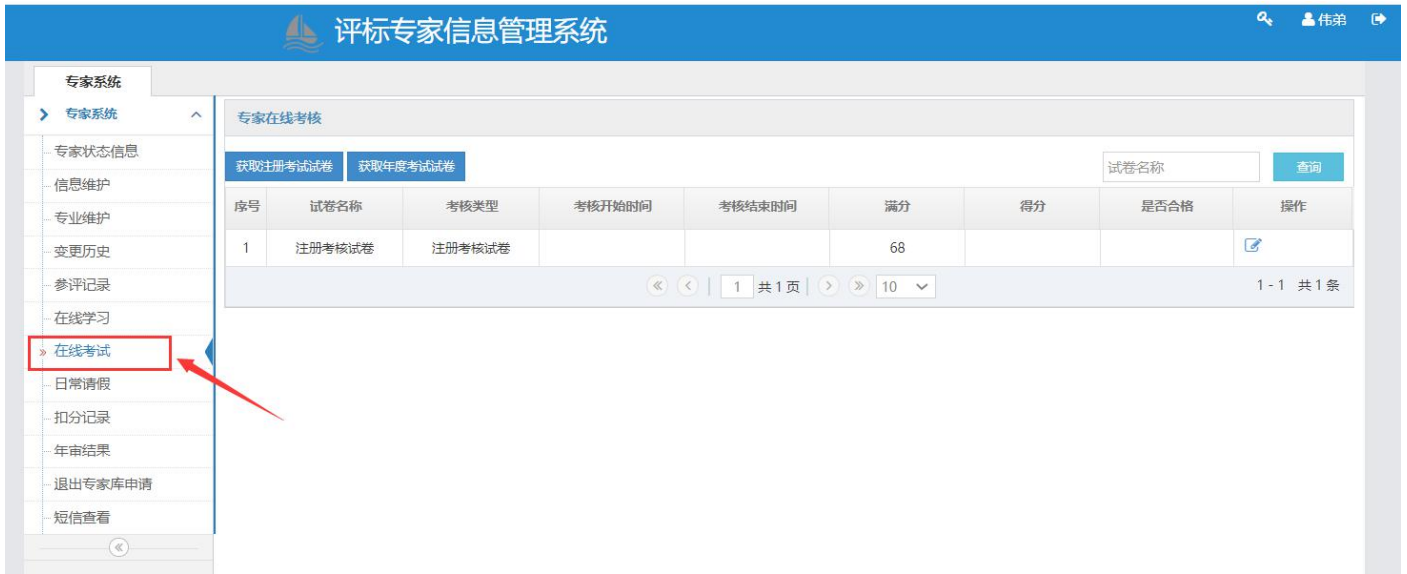 评标专家信息管理系统
伟弟
专家系统
专家系统
专家状态信息
信息维护
专业维护
变更历史
参评记录
在线学习
在线考试
日常请假
扣分记录
年审结果
退出专家库申请
短信查看
专家在线考核
获取注册考试试卷 获取年度考试试卷 试卷名称 查询
序号 试卷名称 考核类型 考核开始时间 考核结束时间 满分 得分 是否合格 操作
1 注册考核试卷 注册考核试卷 68
1 共1页 10 1 - 1 共1条